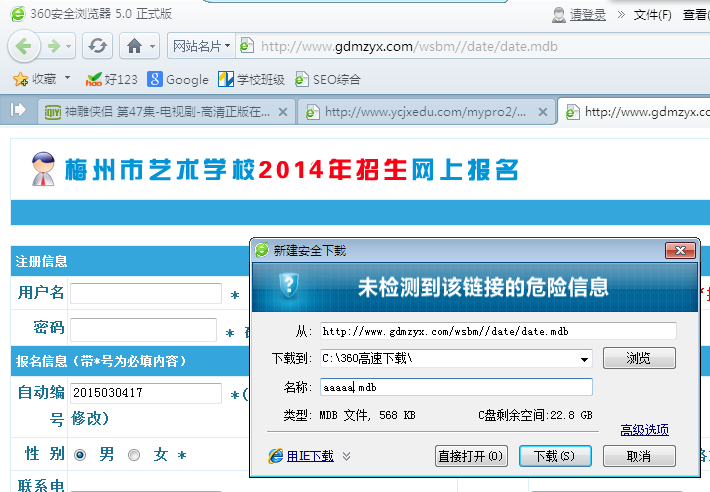 360安全浏览器 5.0 正式版
请登录 » 文件(F) 查看(
网站名片 http://www.gdmzyx.com/wsbm//date/date.mdb
收藏 好123 Google 学校班级 SEO综合
神雕侠侣 第47集-电视剧-高清正版在... http://www.ycjxedu.com/mypro2/... http://www.gdmzyx.co
梅州市艺术学校2014年招生网上报名
注册信息
用户名 *
密码 *
报名信息（带*号为必填内容）
自动编号 2015030417 *(
修改）
性 别 男 女 *
联系电
新建安全下载
未检测到该链接的危险信息
从: http://www.gdmzyx.com/wsbm//date/date.mdb
下载到: C:\360高速下载\ 浏览
名称: aaaaa.mdb
类型: MDB 文件, 568 KB C盘剩余空间:22.8 GB
高级选项
用IE下载 直接打开(O) 下载(S) 取消